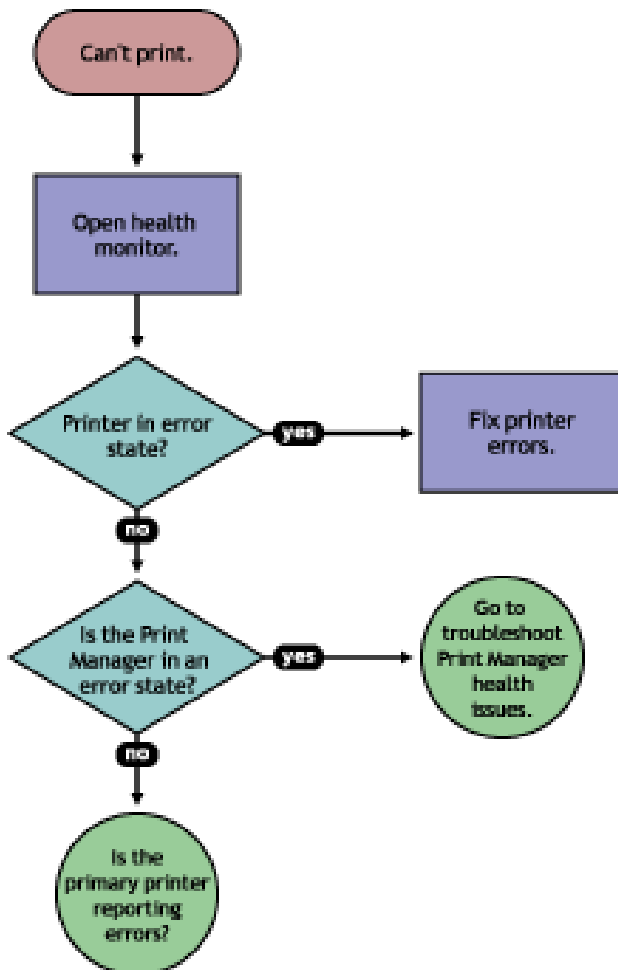 Can't print.
Open health
monitor.
Printer in error
state?
yes
Fix printer
errors.
no
Is the Print
Manager in an
error state?
yes
Go to
troubleshoot
Print Manager
health
issues.
no
Is the
primary printer
reporting
errors?